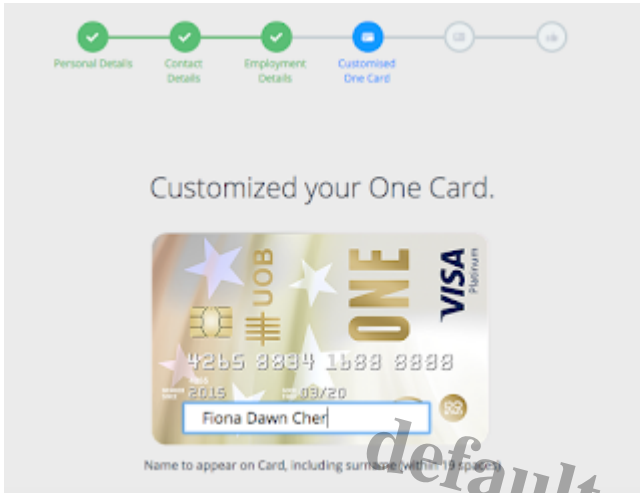 Personal Details
Contact
Details
Employment
Details
Customised
One Card
Customized your One Card.
UOB
ONE
VISA
Platinum
4265 8834 1688 8888
2015 03/20
Fiona Dawn Cher
Name to appear on Card, including surname (within 19 spaces)
default